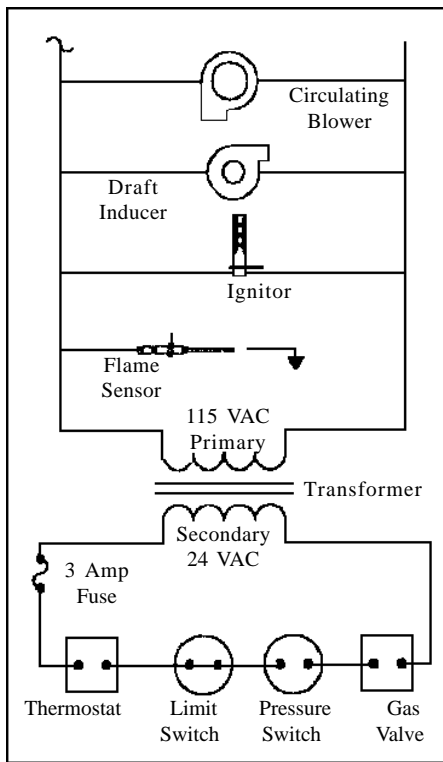 Circulating
Blower
Draft
Inducer
Ignitor
Flame
Sensor
115 VAC
Primary
Transformer
Secondary
24 VAC
3 Amp
Fuse
Thermostat
Limit
Switch
Pressure
Switch
Gas
Valve